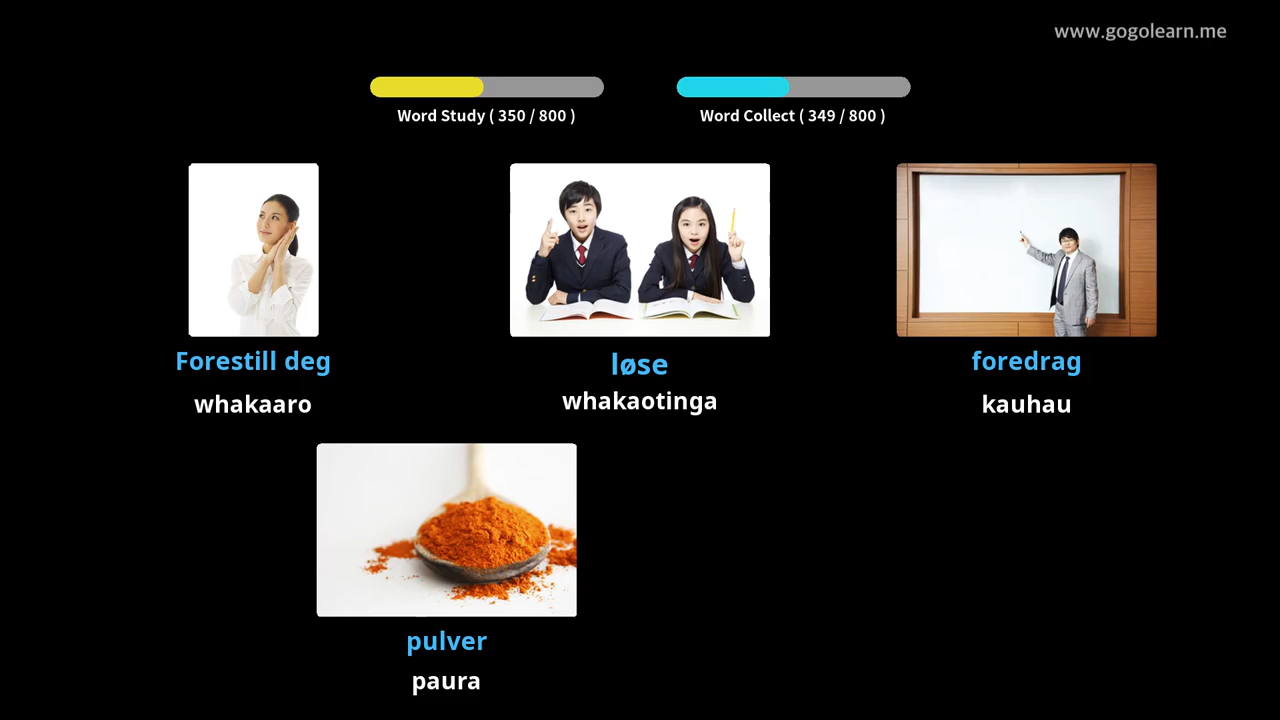 www.gogolearn.me
Word Study ( 350 / 800 )
Word Collect ( 349 / 800 )
Forestill deg
whakaaro
løse
whakaotinga
foredrag
kauhau
pulver
paura